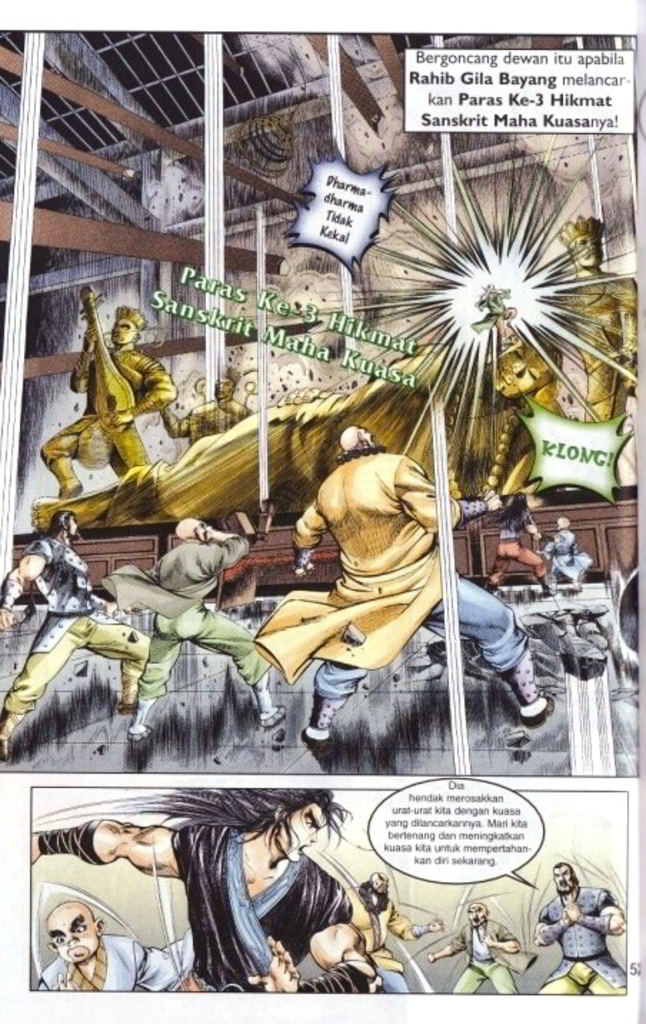 Bergoncang dewan itu apabila
Rahib Gila Bayang melancar-
kan Paras Ke-3 Hikmat
Sanskrit Maha Kuasanya!
Dharma-
dharma
Tidak
Kekal
Paras Ke-3 Hikmat
Sanskrit Maha Kuasa
KLONG!
Dia
hendak merosakkan
urat-urat kita dengan kuasa
yang dilancarkannya. Mari kita
bertenang dan meningkatkan
kuasa kita untuk mempertahan-
kan diri sekarang.